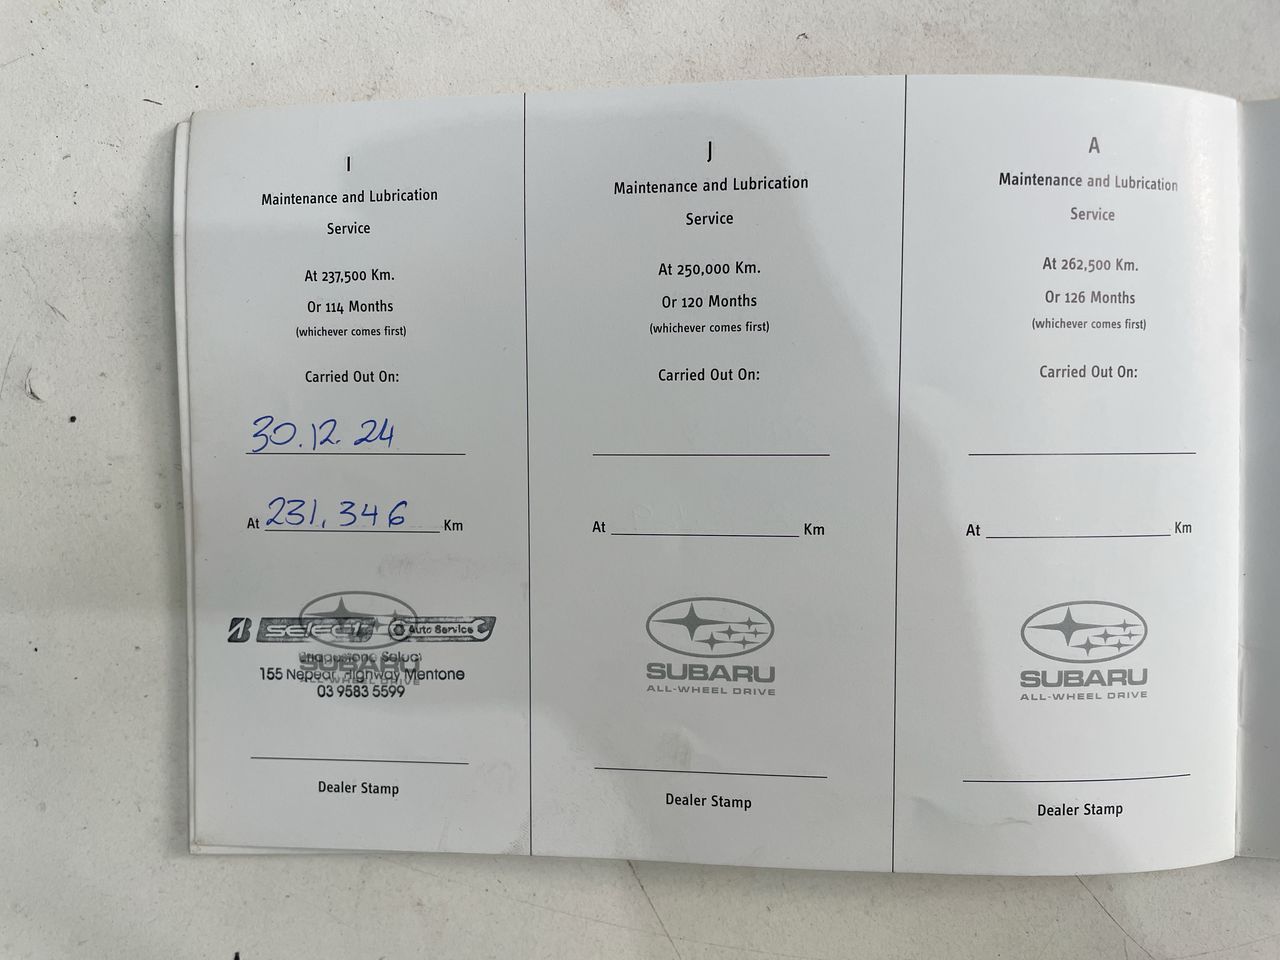 I
Maintenance and Lubrication
Service
At 237,500 Km.
Or 114 Months
(whichever comes first)
Carried Out On:
30.12.24
At 231,346 Km
select Auto Service
SUBARU
ALL-WHEEL DRIVE
155 Nepean Highway Mentone
03 9583 5599
Dealer Stamp
J
Maintenance and Lubrication
Service
At 250,000 Km.
Or 120 Months
(whichever comes first)
Carried Out On:
At Km
SUBARU
ALL-WHEEL DRIVE
Dealer Stamp
A
Maintenance and Lubrication
Service
At 262,500 Km.
Or 126 Months
(whichever comes first)
Carried Out On:
At Km
SUBARU
ALL-WHEEL DRIVE
Dealer Stamp